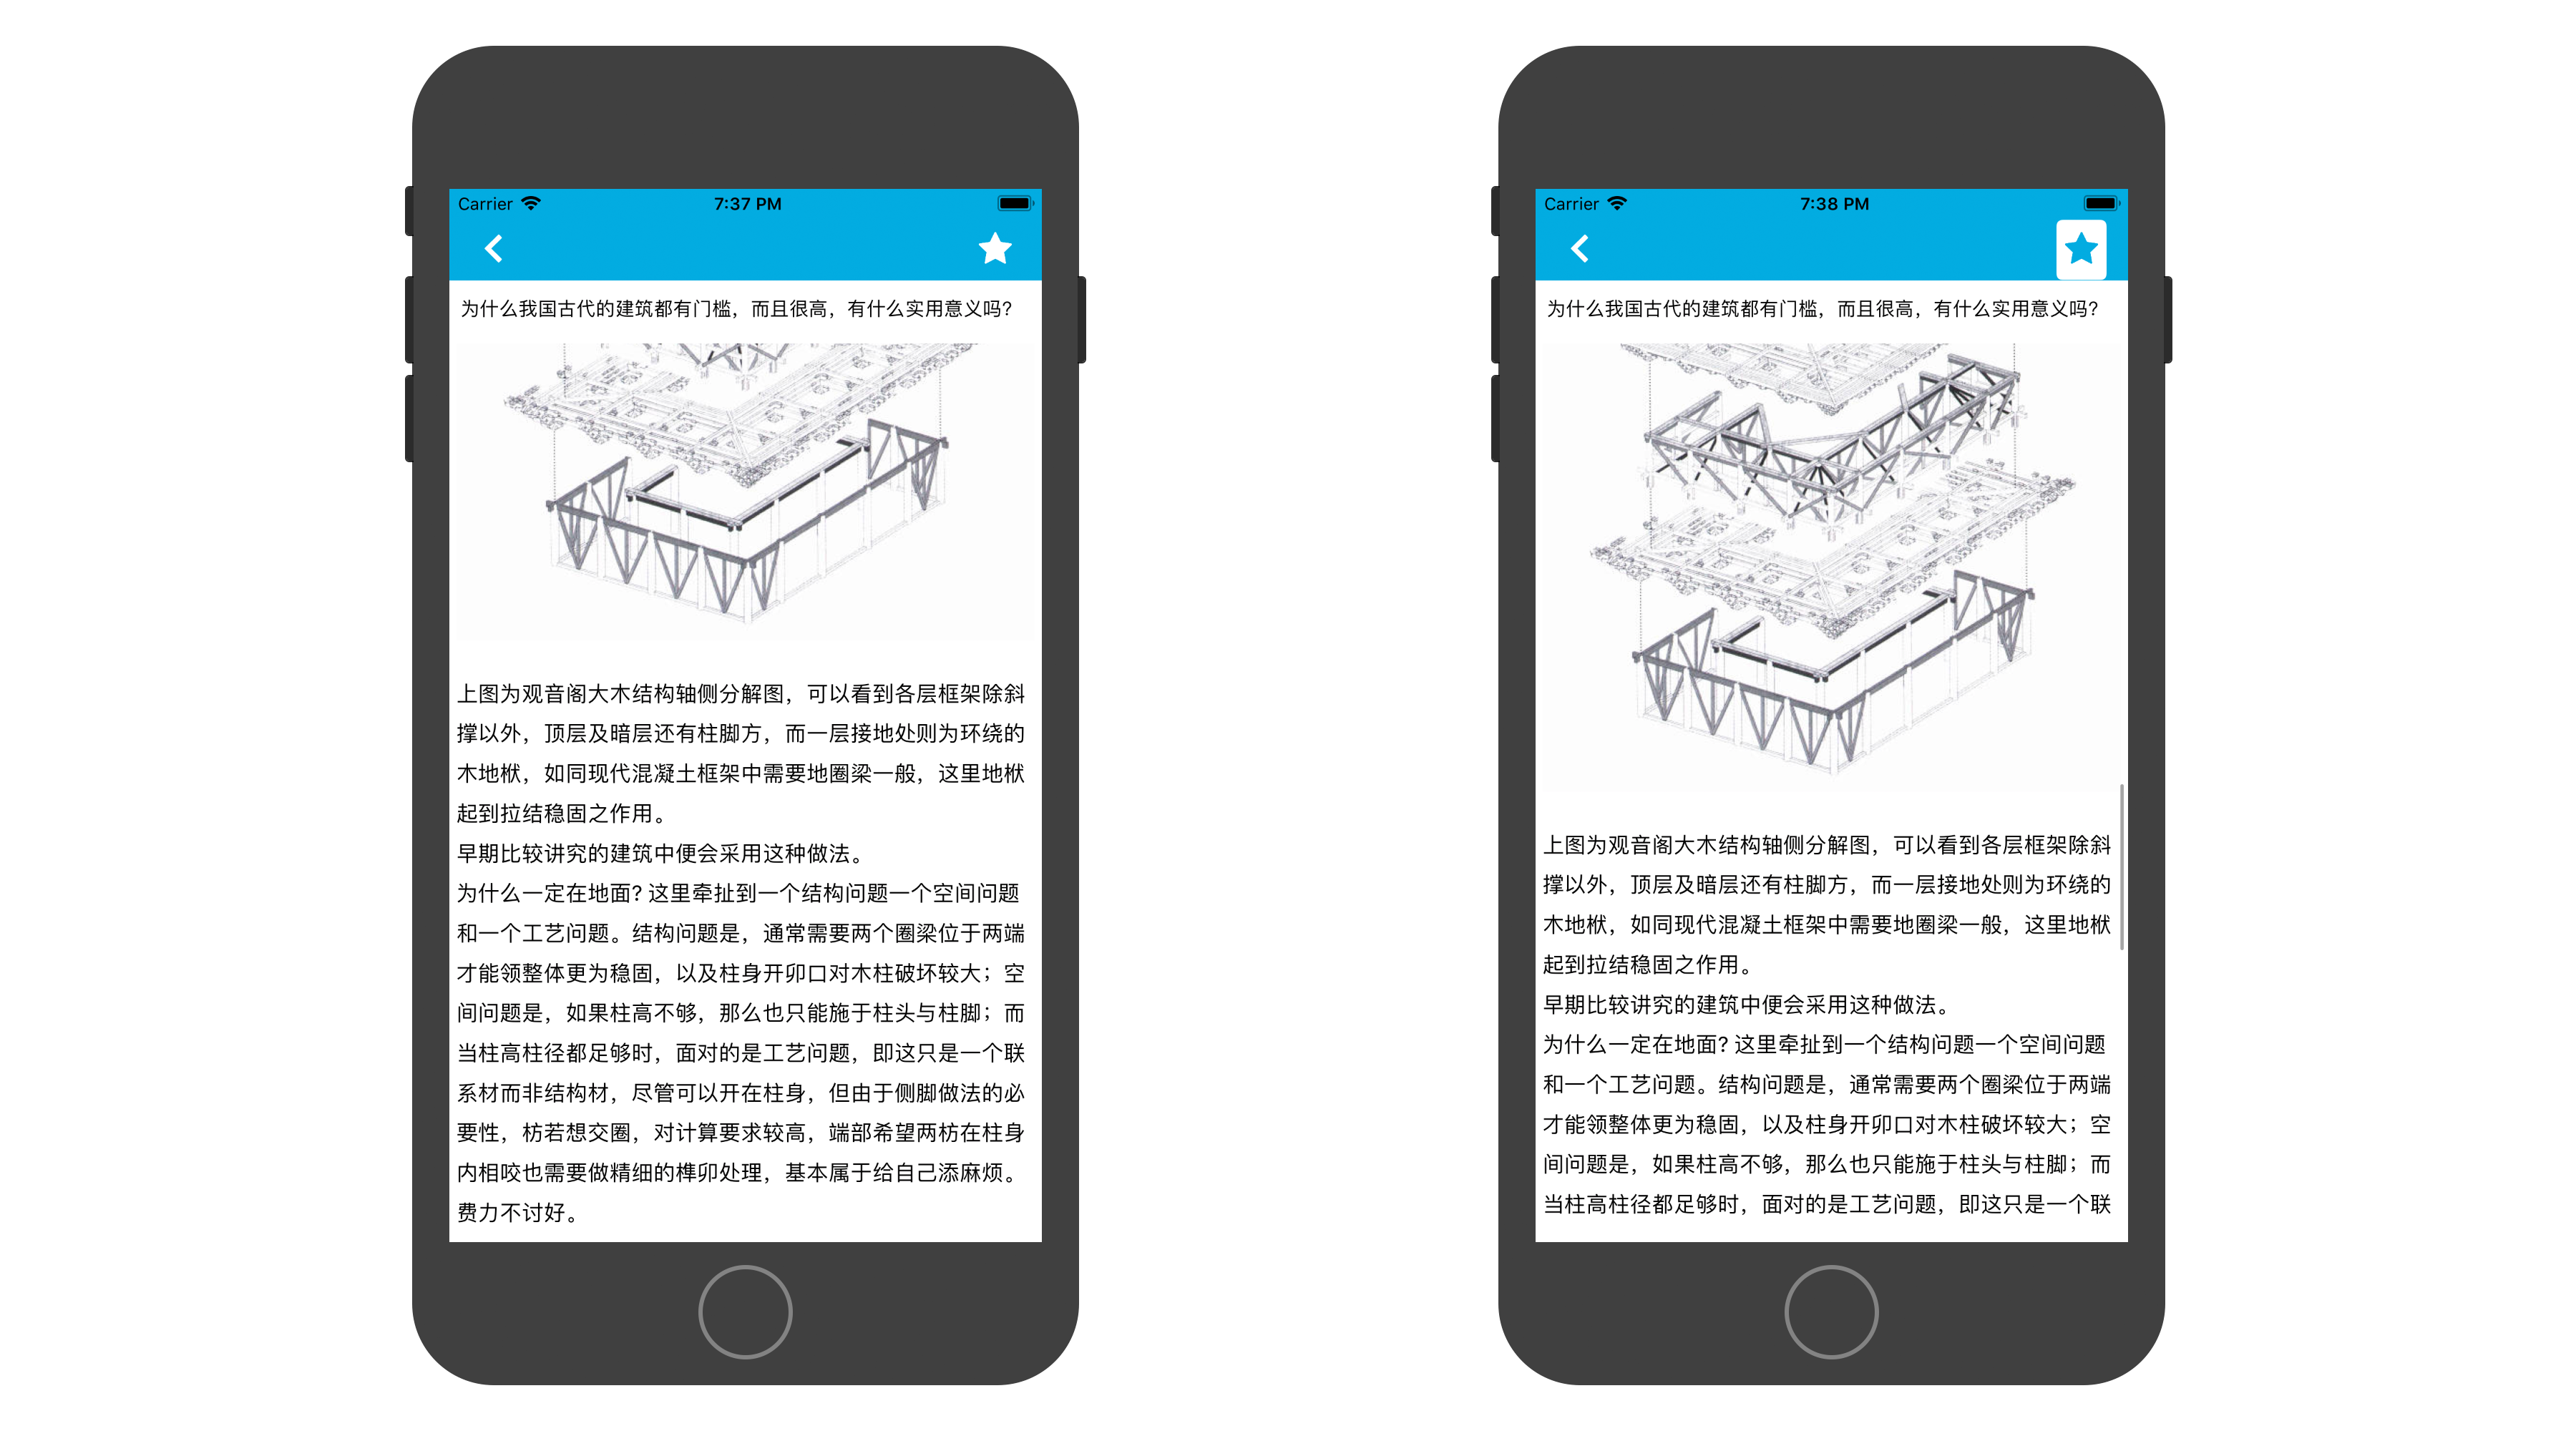 Carrier 7:37 PM
为什么我国古代的建筑都有门槛，而且很高，有什么实用意义吗？
上图为观音阁大木结构轴侧分解图，可以看到各层框架除斜
撑以外，顶层及暗层还有柱脚方，而一层接地处则为环绕的
木地栿，如同现代混凝土框架中需要地圈梁一般，这里地栿
起到拉结稳固之作用。
早期比较讲究的建筑中便会采用这种做法。
为什么一定在地面？这里牵扯到一个结构问题一个空间问题
和一个工艺问题。结构问题是，通常需要两个圈梁位于两端
才能领整体更为稳固，以及柱身开卯口对木柱破坏较大；空
间问题是，如果柱高不够，那么也只能施于柱头与柱脚；而
当柱高柱径都足够时，面对的是工艺问题，即这只是一个联
系材而非结构材，尽管可以开在柱身，但由于侧脚做法的必
要性，枋若想交圈，对计算要求较高，端部希望两枋在柱身
内相咬也需要做精细的榫卯处理，基本属于给自己添麻烦。
费力不讨好。
Carrier 7:38 PM
为什么我国古代的建筑都有门槛，而且很高，有什么实用意义吗？
上图为观音阁大木结构轴侧分解图，可以看到各层框架除斜
撑以外，顶层及暗层还有柱脚方，而一层接地处则为环绕的
木地栿，如同现代混凝土框架中需要地圈梁一般，这里地栿
起到拉结稳固之作用。
早期比较讲究的建筑中便会采用这种做法。
为什么一定在地面？这里牵扯到一个结构问题一个空间问题
和一个工艺问题。结构问题是，通常需要两个圈梁位于两端
才能领整体更为稳固，以及柱身开卯口对木柱破坏较大；空
间问题是，如果柱高不够，那么也只能施于柱头与柱脚；而
当柱高柱径都足够时，面对的是工艺问题，即这只是一个联